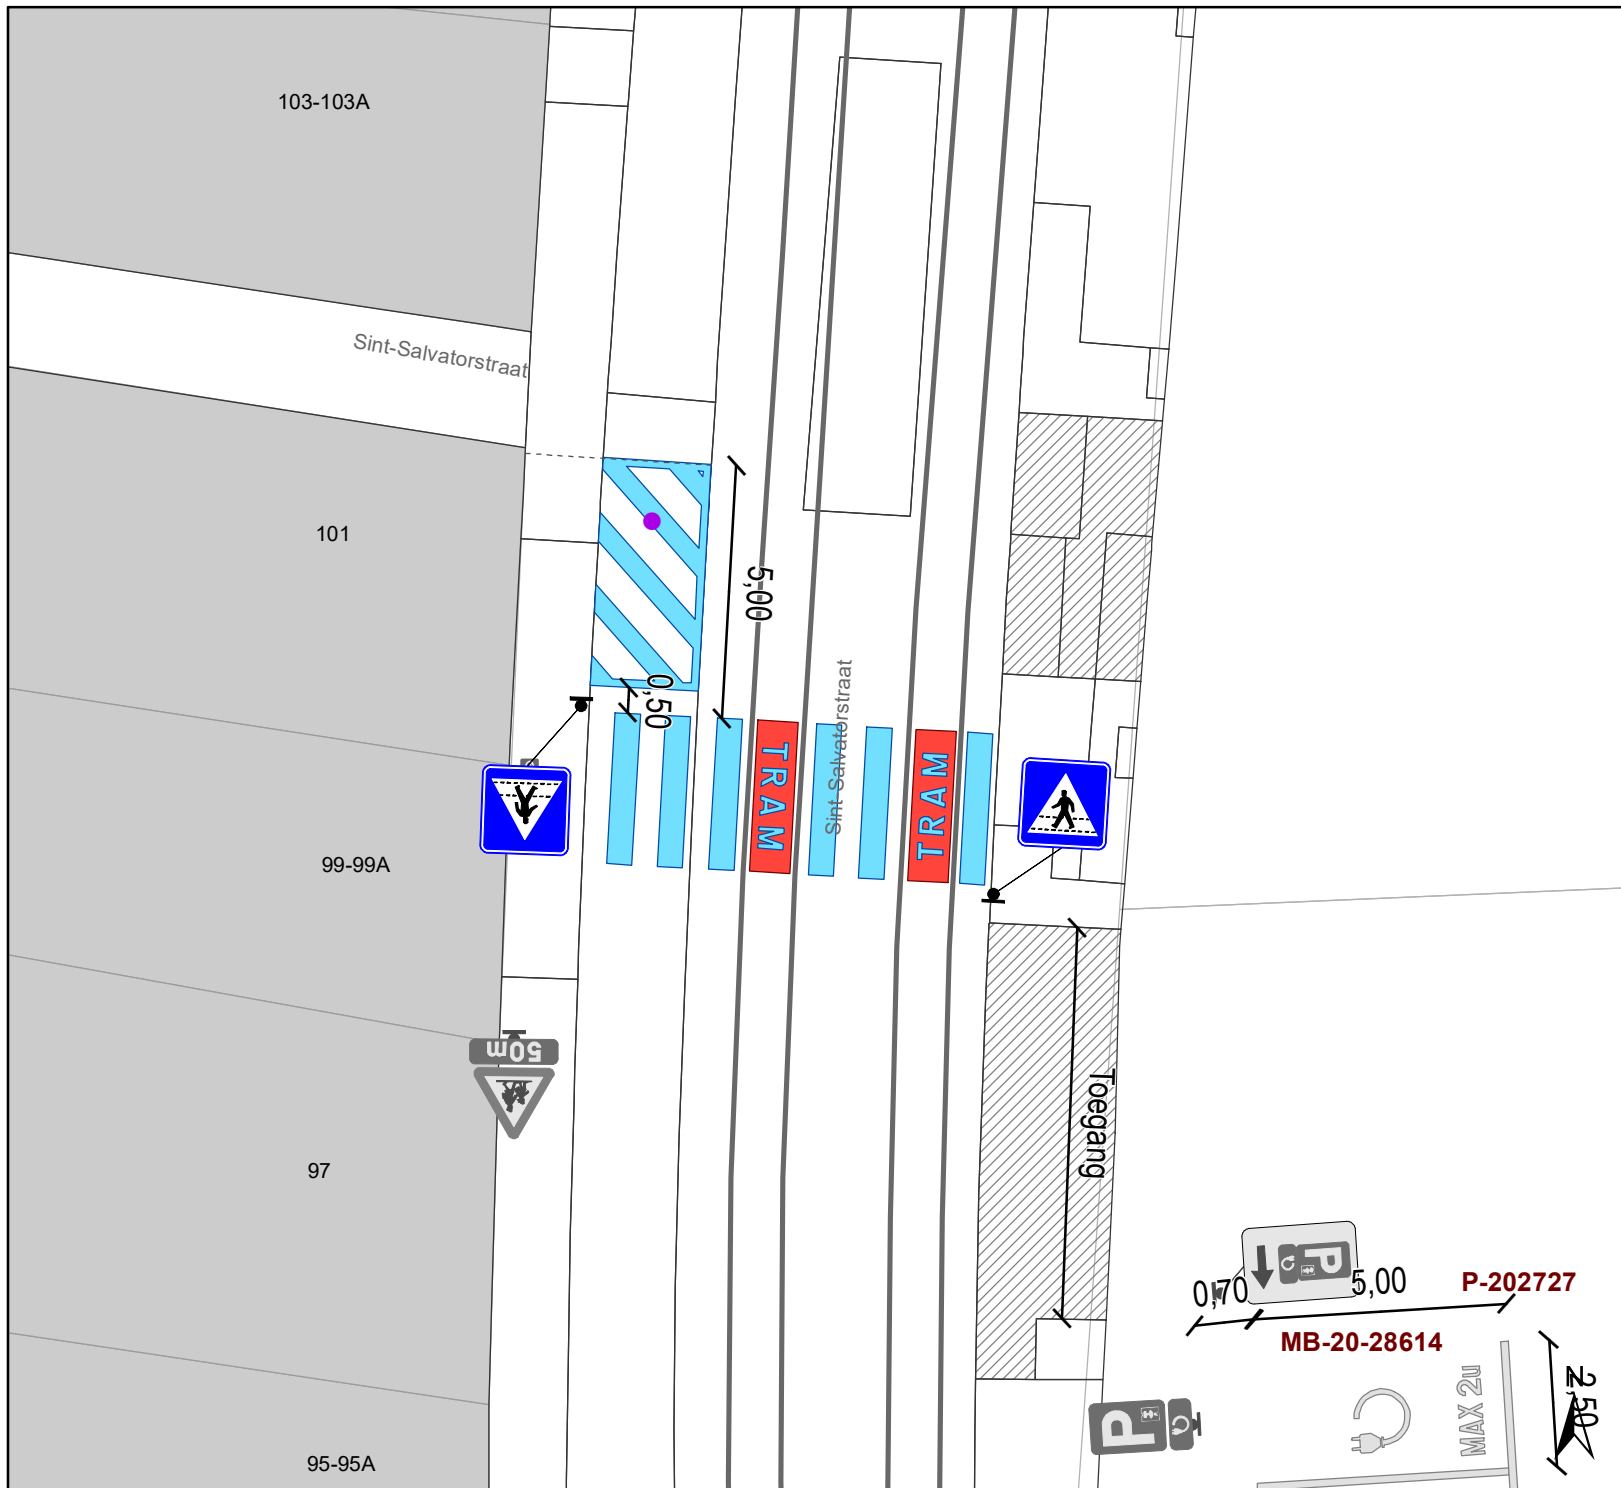 103-103A
Sint-Salvatorstraat
101
5,00
0,50
Sint-Salvatorstraat
TRAM
TRAM
99-99A
50m
97
Toegang
P
0,70
5,00
P-202727
MB-20-28614
2,50
MAX 2u
P
95-95A